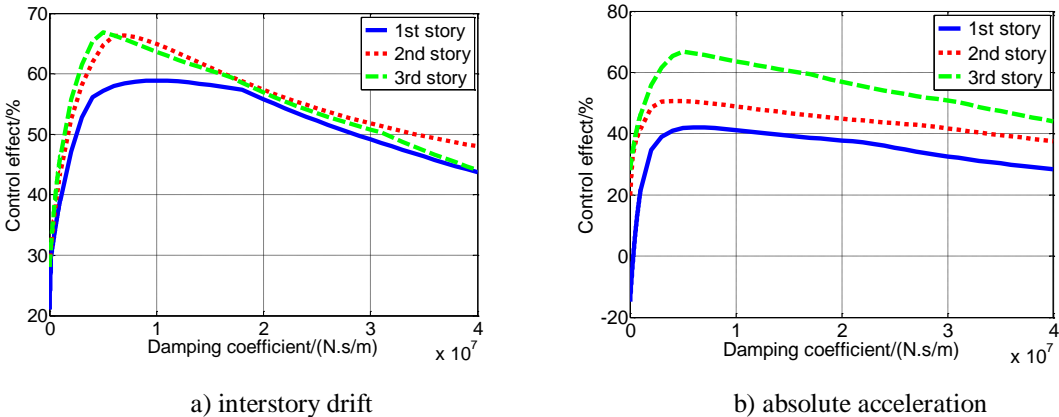 70
60
50
40
30
20
Control effect/%
1st story
2nd story
3rd story
0
1
2
3
4
Damping coefficient/(N.s/m)
x 10^7
a) interstory drift
100
80
60
40
20
0
-20
Control effect/%
1st story
2nd story
3rd story
0
1
2
3
4
Damping coefficient/(N.s/m)
x 10^7
b) absolute acceleration